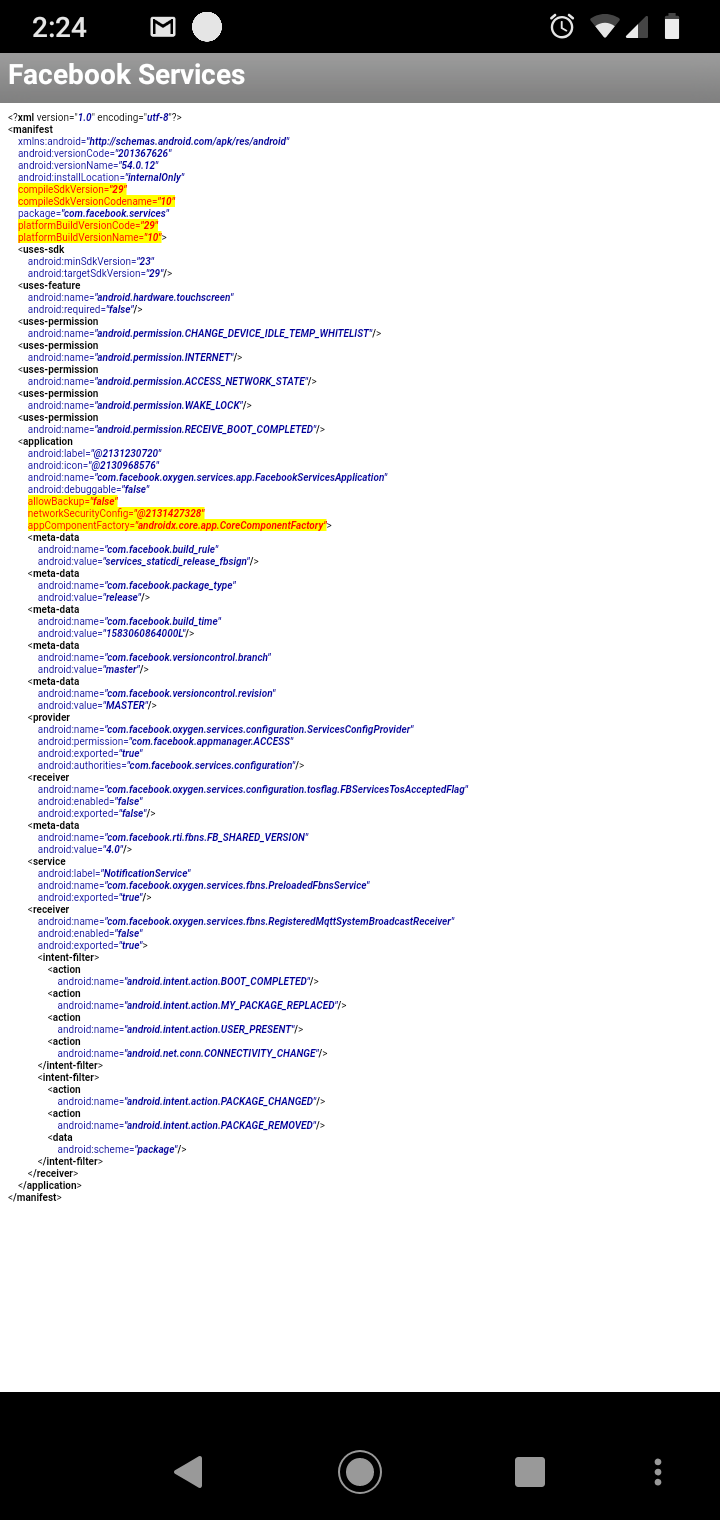 2:24
Facebook Services
<?xml version="1.0" encoding="utf-8"?>
<manifest
xmlns:android="http://schemas.android.com/apk/res/android"
android:versionCode="201367626"
android:versionName="54.0.12"
android:installLocation="internalOnly"
compileSdkVersion="29"
compileSdkVersionCodename="10"
package="com.facebook.services"
platformBuildVersionCode="29"
platformBuildVersionName="10">
<uses-sdk
android:minSdkVersion="23"
android:targetSdkVersion="29"/>
<uses-feature
android:name="android.hardware.touchscreen"
android:required="false"/>
<uses-permission
android:name="android.permission.CHANGE_DEVICE_IDLE_TEMP_WHITELIST"/>
<uses-permission
android:name="android.permission.INTERNET"/>
<uses-permission
android:name="android.permission.ACCESS_NETWORK_STATE"/>
<uses-permission
android:name="android.permission.WAKE_LOCK"/>
<uses-permission
android:name="android.permission.RECEIVE_BOOT_COMPLETED"/>
<application
android:label="@2131230720"
android:icon="@2130968576"
android:name="com.facebook.oxygen.services.app.FacebookServicesApplication"
android:debuggable="false"
allowBackup="false"
networkSecurityConfig="@2131427328"
appComponentFactory="androidx.core.app.CoreComponentFactory">
<meta-data
android:name="com.facebook.build_rule"
android:value="services_staticdi_release_fbsign"/>
<meta-data
android:name="com.facebook.package_type"
android:value="release"/>
<meta-data
android:name="com.facebook.build_time"
android:value="1583060864000L"/>
<meta-data
android:name="com.facebook.versioncontrol.branch"
android:value="master"/>
<meta-data
android:name="com.facebook.versioncontrol.revision"
android:value="MASTER"/>
<provider
android:name="com.facebook.oxygen.services.configuration.ServicesConfigProvider"
android:permission="com.facebook.appmanager.ACCESS"
android:exported="true"
android:authorities="com.facebook.services.configuration"/>
<receiver
android:name="com.facebook.oxygen.services.configuration.tosflag.FBServicesTosAcceptedFlag"
android:enabled="false"
android:exported="false"/>
<meta-data
android:name="com.facebook.rti.fbns.FB_SHARED_VERSION"
android:value="4.0"/>
<service
android:label="NotificationService"
android:name="com.facebook.oxygen.services.fbns.PreloadedFbnsService"
android:exported="true"/>
<receiver
android:name="com.facebook.oxygen.services.fbns.RegisteredMqttSystemBroadcastReceiver"
android:enabled="false"
android:exported="true">
<intent-filter>
<action
android:name="android.intent.action.BOOT_COMPLETED"/>
<action
android:name="android.intent.action.MY_PACKAGE_REPLACED"/>
<action
android:name="android.intent.action.USER_PRESENT"/>
<action
android:name="android.net.conn.CONNECTIVITY_CHANGE"/>
</intent-filter>
<intent-filter>
<action
android:name="android.intent.action.PACKAGE_CHANGED"/>
<action
android:name="android.intent.action.PACKAGE_REMOVED"/>
<data
android:scheme="package"/>
</intent-filter>
</receiver>
</application>
</manifest>